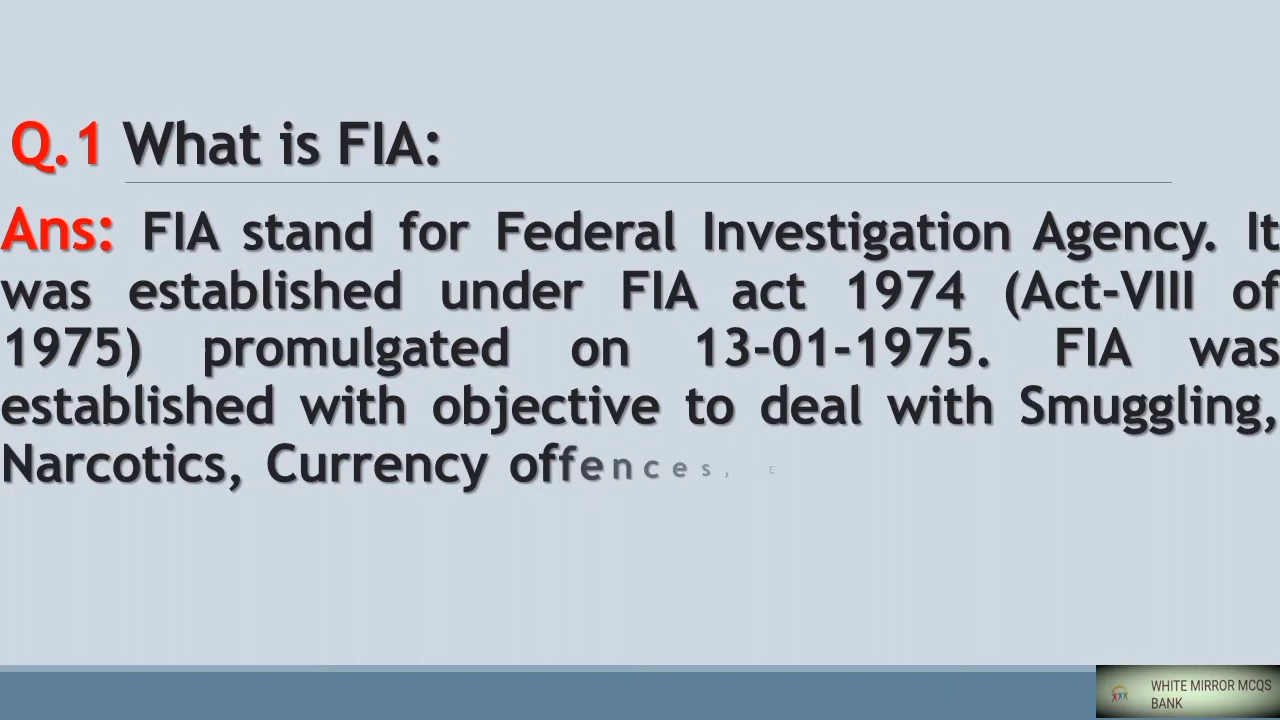 Q.1 What is FIA:
Ans: FIA stand for Federal Investigation Agency. It
was established under FIA act 1974 (Act-VIII of
1975) promulgated on 13-01-1975. FIA was
established with objective to deal with Smuggling,
Narcotics, Currency offences, E
WHITE MIRROR MCQS
BANK